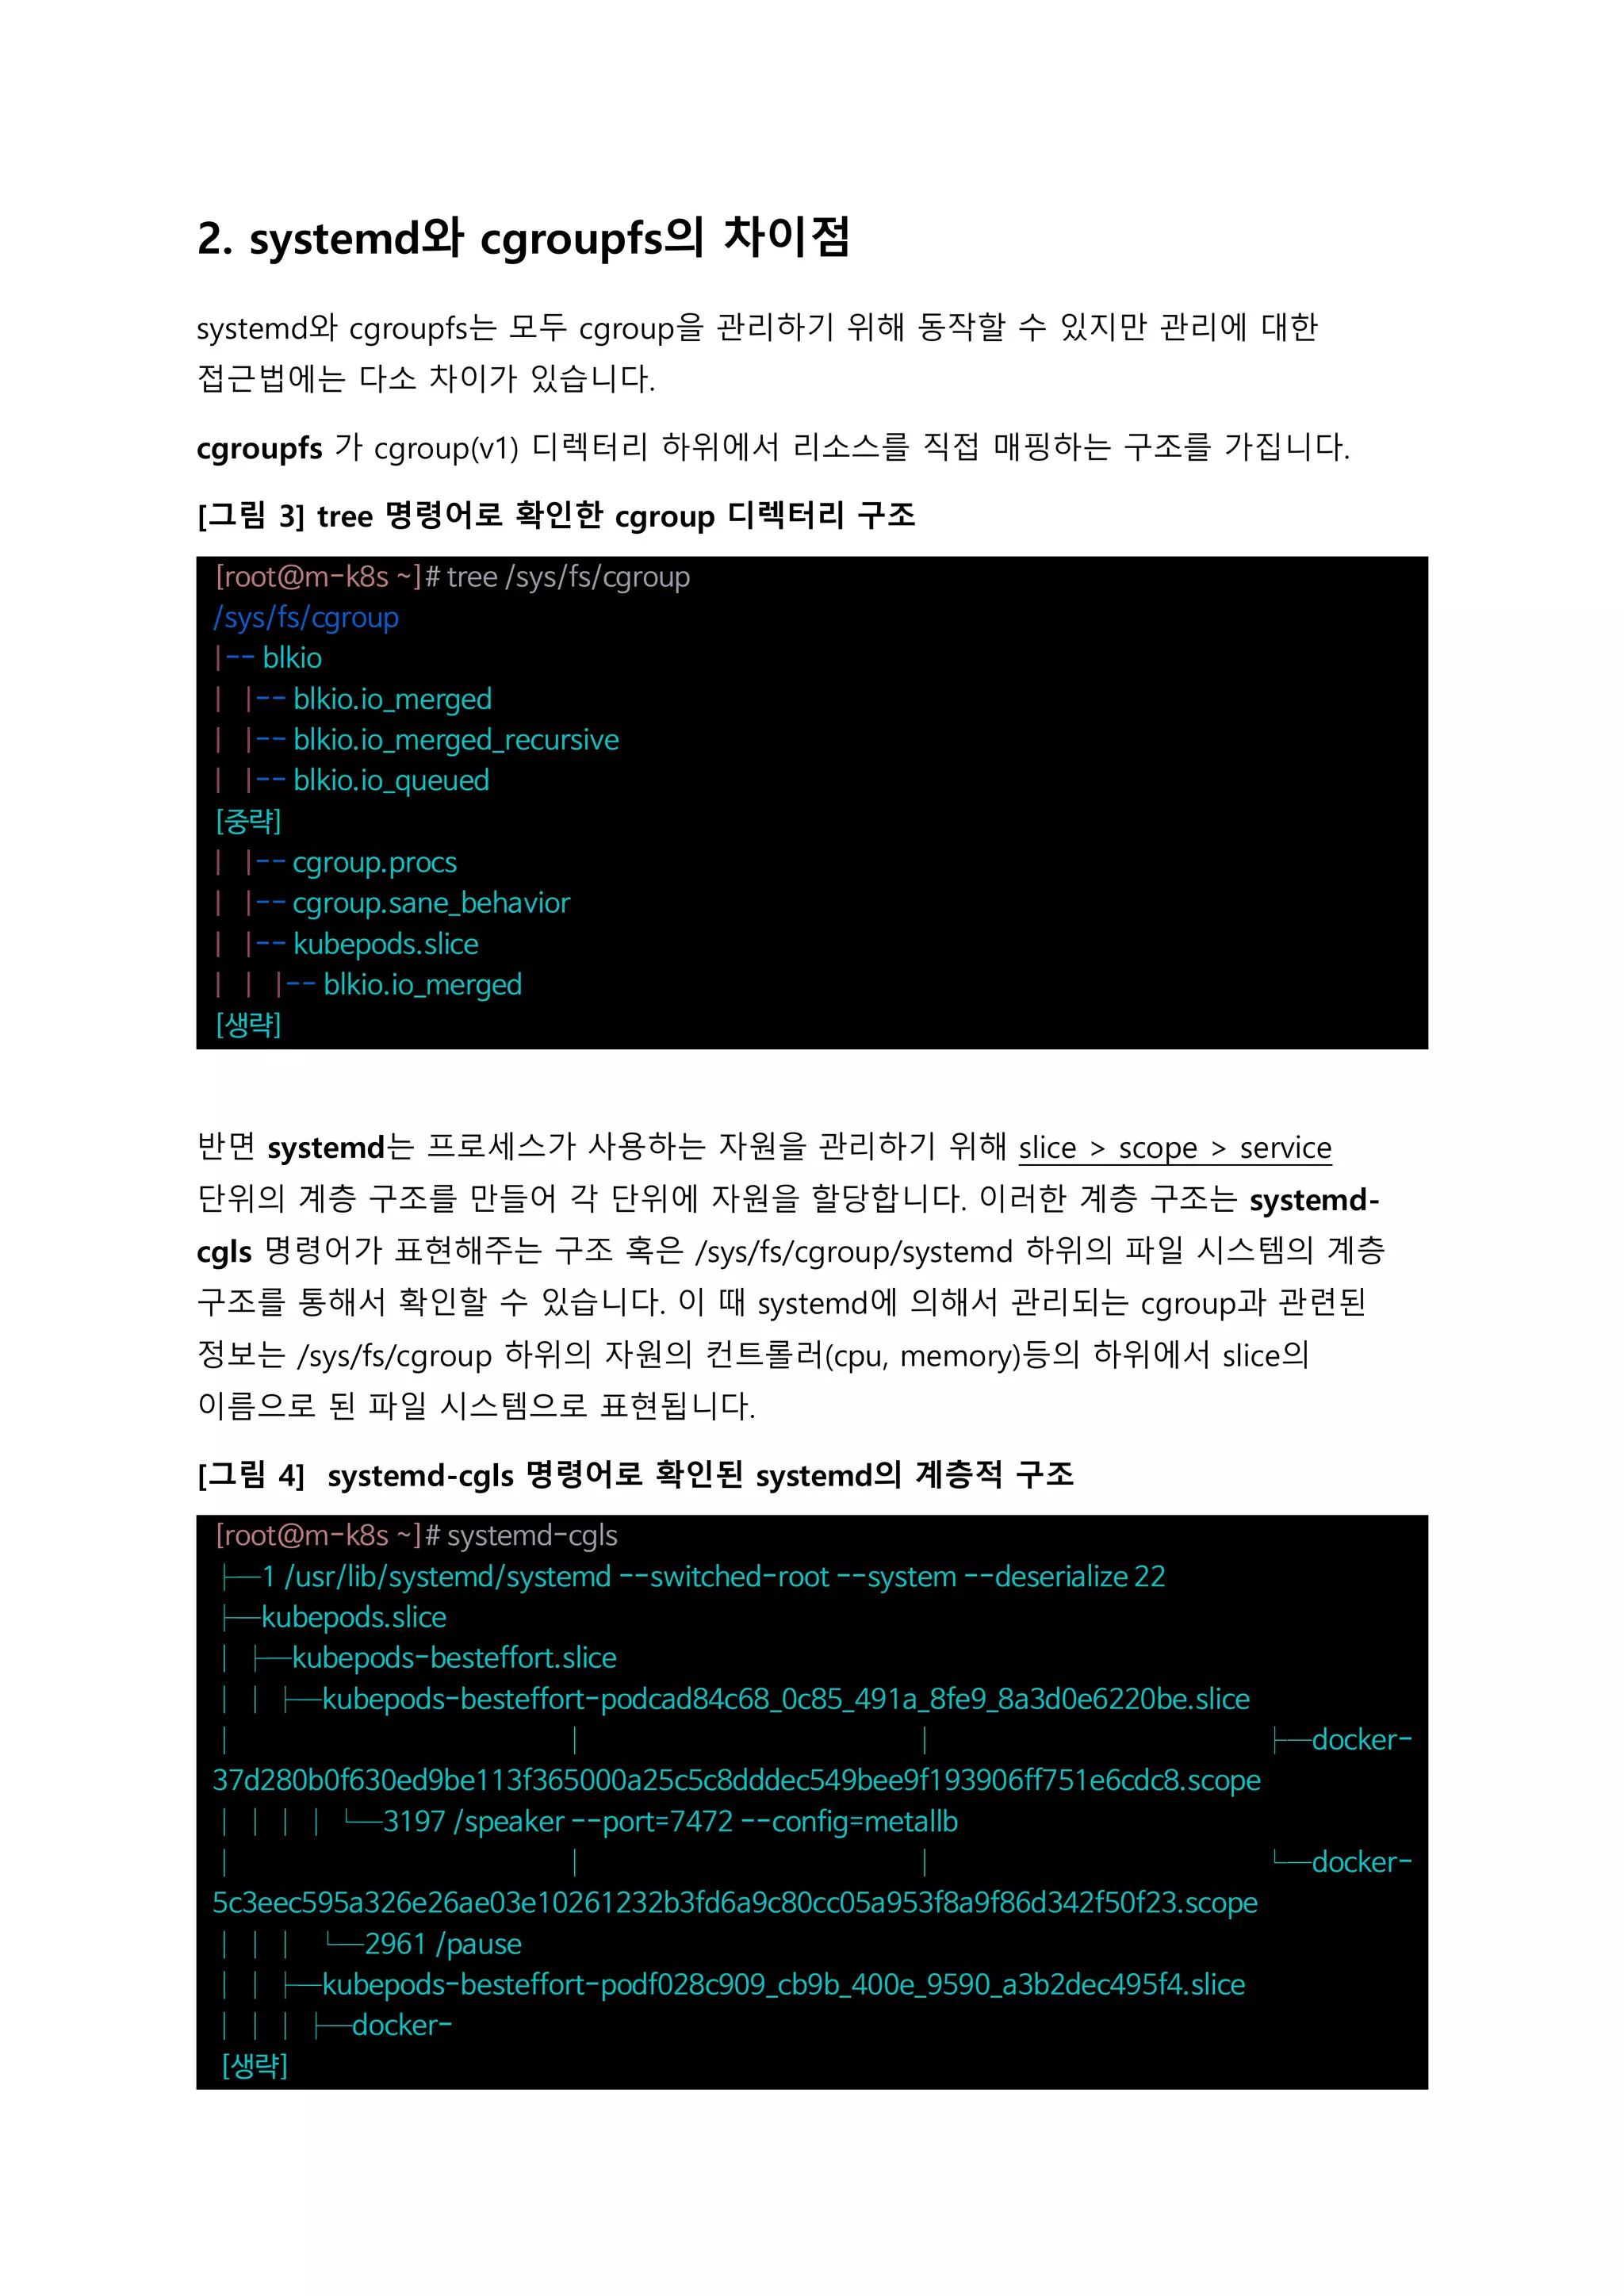 2. systemd와 cgroupfs의 차이점
systemd와 cgroupfs는 모두 cgroup을 관리하기 위해 동작할 수 있지만 관리에 대한
접근법에는 다소 차이가 있습니다.
cgroupfs 가 cgroup(v1) 디렉터리 하위에서 리소스를 직접 매핑하는 구조를 가집니다.
[그림 3] tree 명령어로 확인한 cgroup 디렉터리 구조
[root@m-k8s ~]# tree /sys/fs/cgroup
/sys/fs/cgroup
|-- blkio
|   |-- blkio.io_merged
|   |-- blkio.io_merged_recursive
|   |-- blkio.io_queued
[중략]
|   |-- cgroup.procs
|   |-- cgroup.sane_behavior
|   |-- kubepods.slice
|   |   |-- blkio.io_merged
[생략]
반면 systemd는 프로세스가 사용하는 자원을 관리하기 위해 slice > scope > service
단위의 계층 구조를 만들어 각 단위에 자원을 할당합니다. 이러한 계층 구조는 systemd-
cgls 명령어가 표현해주는 구조 혹은 /sys/fs/cgroup/systemd 하위의 파일 시스템의 계층
구조를 통해서 확인할 수 있습니다. 이 때 systemd에 의해서 관리되는 cgroup과 관련된
정보는 /sys/fs/cgroup 하위의 자원의 컨트롤러(cpu, memory)등의 하위에서 slice의
이름으로 된 파일 시스템으로 표현됩니다.
[그림 4]  systemd-cgls 명령어로 확인된 systemd의 계층적 구조
[root@m-k8s ~]# systemd-cgls
├─1 /usr/lib/systemd/systemd --switched-root --system --deserialize 22
├─kubepods.slice
│ ├─kubepods-besteffort.slice
│ │ ├─kubepods-besteffort-podcad84c68_0c85_491a_8fe9_8a3d0e6220be.slice
│ │ │ ├─docker-
37d280b0f630ed9be113f365000a25c5c8dddec549bee9f193906ff751e6cdc8.scope
│ │ │ │ └─3197 /speaker --port=7472 --config=metallb
│ │ │ └─docker-
5c3eec595a326e26ae03e10261232b3fd6a9c80cc05a953f8a9f86d342f50f23.scope
│ │ │   └─2961 /pause
│ │ ├─kubepods-besteffort-podf028c909_cb9b_400e_9590_a3b2dec495f4.slice
│ │ │ ├─docker-
[생략]